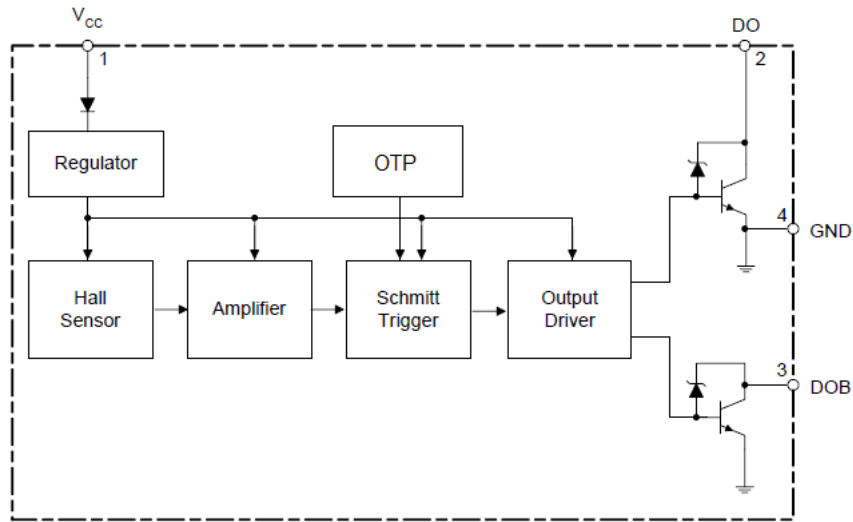 VCC
DO
1
2
Regulator
OTP
4
GND
Hall
Sensor
Amplifier
Schmitt
Trigger
Output
Driver
3
DOB